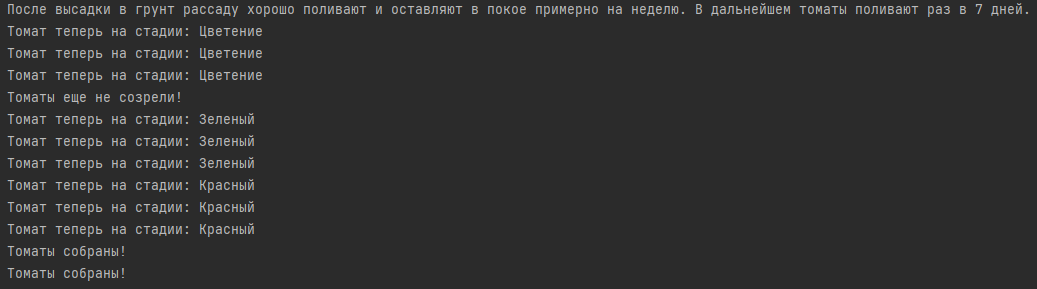 После высадки в грунт рассаду хорошо поливают и оставляют в покое примерно на неделю. В дальнейшем томаты поливают раз в 7 дней.
Томат теперь на стадии: Цветение
Томат теперь на стадии: Цветение
Томат теперь на стадии: Цветение
Томаты еще не созрели!
Томат теперь на стадии: Зеленый
Томат теперь на стадии: Зеленый
Томат теперь на стадии: Зеленый
Томат теперь на стадии: Красный
Томат теперь на стадии: Красный
Томат теперь на стадии: Красный
Томаты собраны!
Томаты собраны!